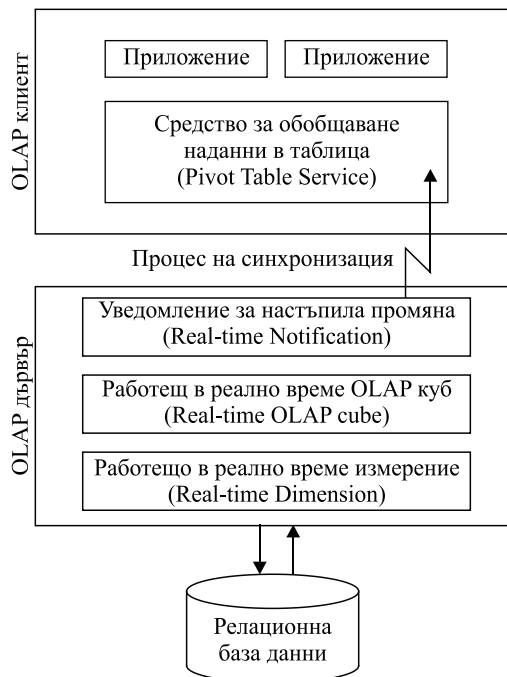 OLAP клиент
Приложение
Приложение
Средство за обобщаване
наданни в таблица
(Pivot Table Service)
Процес на синхронизация
OLAP дървър
Уведомление за настъпила промяна
(Real-time Notification)
Работещ в реално време OLAP куб
(Real-time OLAP cube)
Работещо в реално време измерение
(Real-time Dimension)
Релационна
база данни